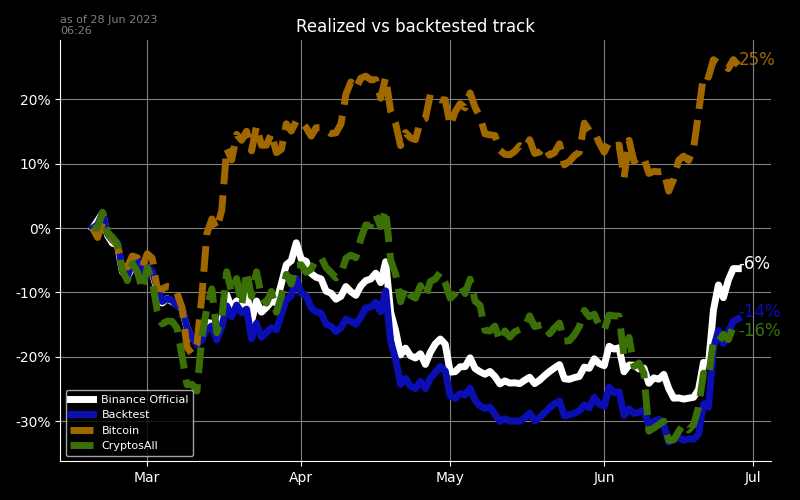 as of 28 Jun 2023
06:26
Realized vs backtested track
25%
20%
10%
0%
-6%
-10%
-14%
-16%
-20%
-30%
Binance Official
Backtest
Bitcoin
CryptosAll
Mar
Apr
May
Jun
Jul